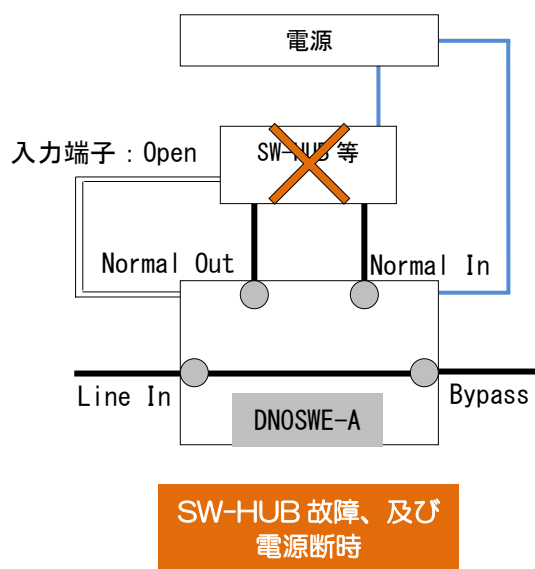 電源
入力端子：Open
SW-HUB 等
Normal Out
Normal In
Line In
Bypass
DNOSWE-A
SW-HUB 故障、及び
電源断時